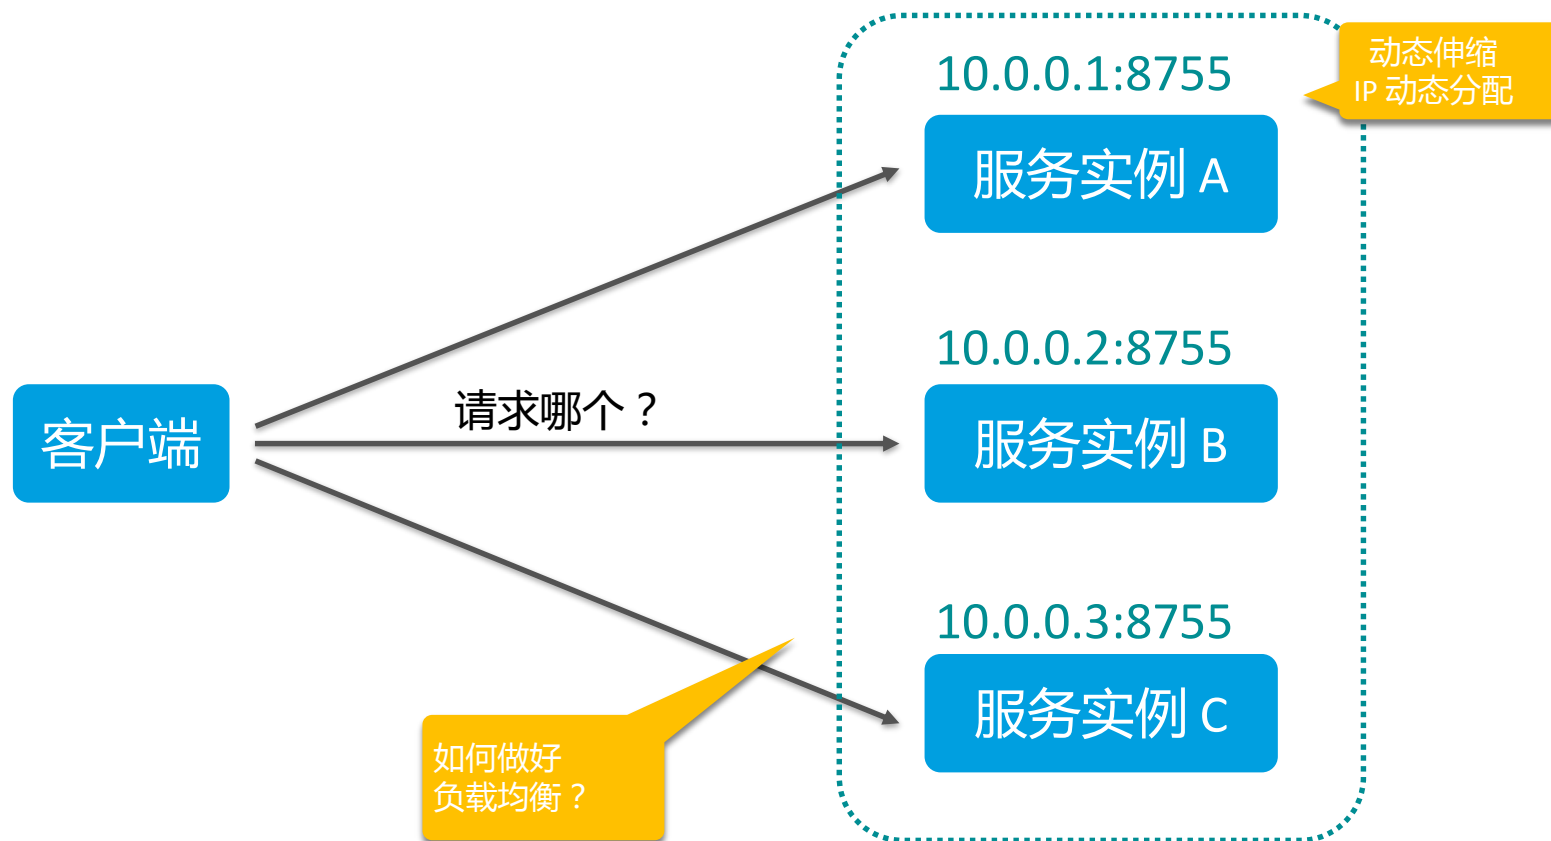 10.0.0.1:8755
动态伸缩
IP 动态分配
服务实例 A
10.0.0.2:8755
请求哪个？
客户端
服务实例 B
10.0.0.3:8755
服务实例 C
如何做好
负载均衡？